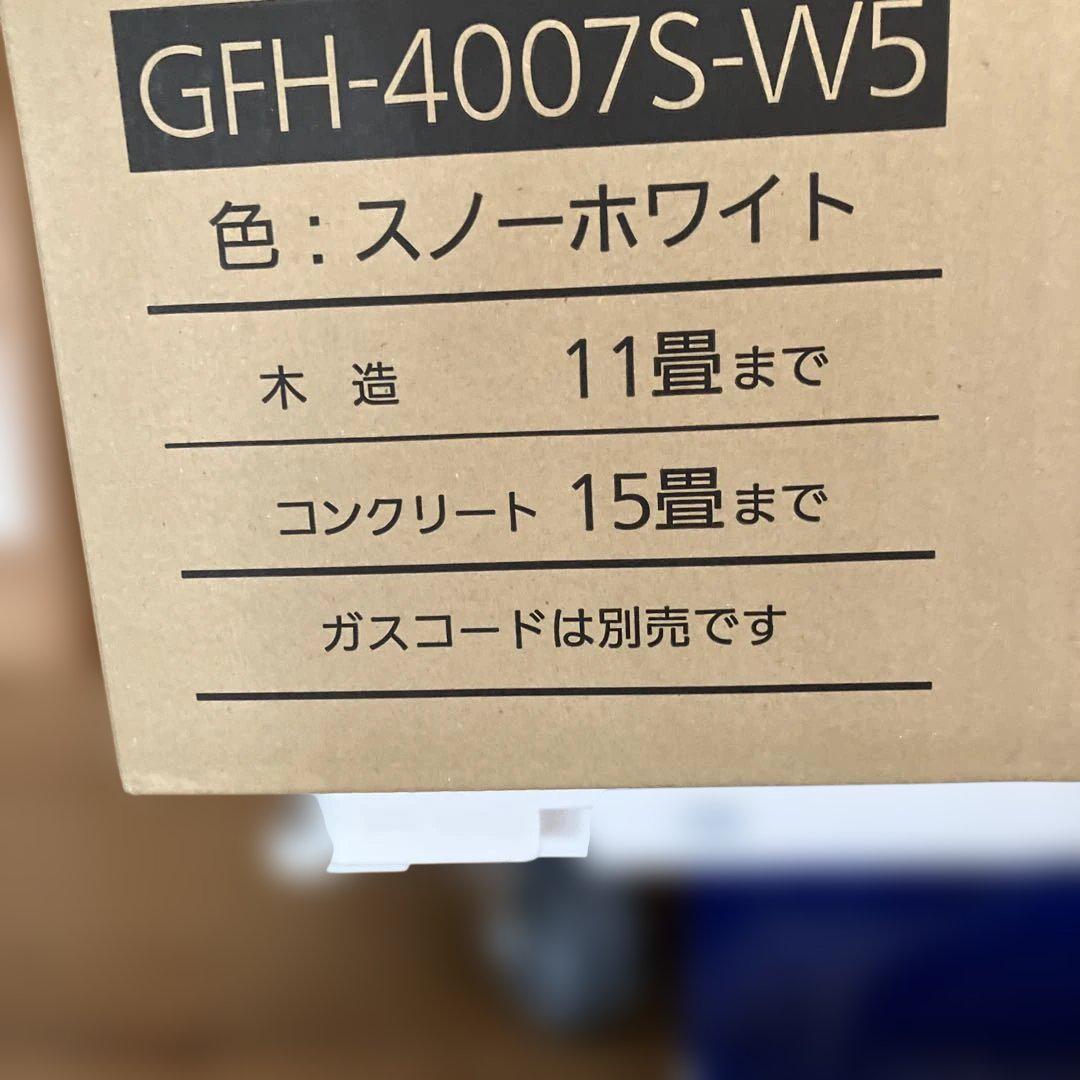 GFH-4007S-W5
色：スノーホワイト
木 造 11畳まで
コンクリート 15畳まで
ガスコードは別売です